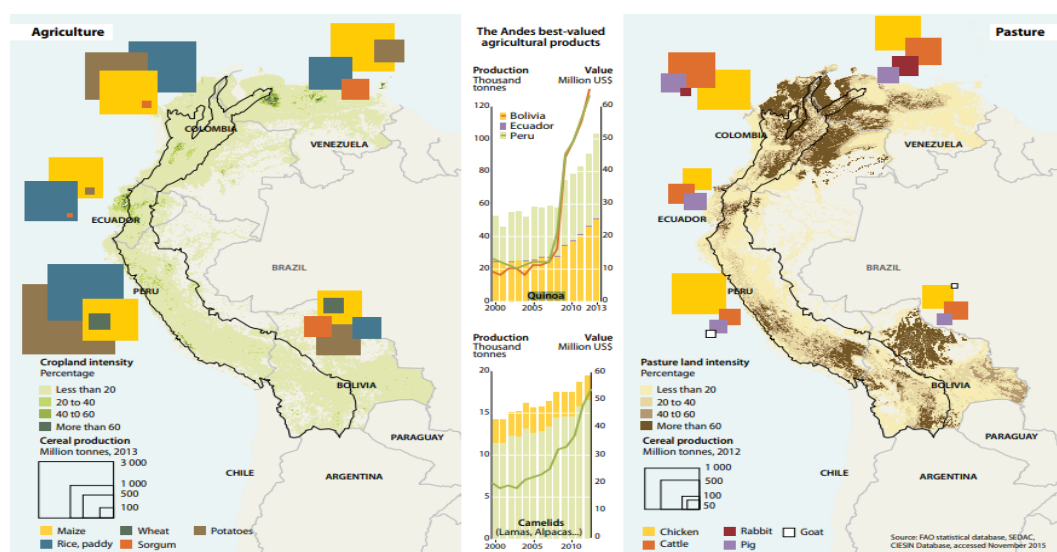 Agriculture
COLOMBIA
VENEZUELA
ECUADOR
BRAZIL
PERU
BOLIVIA
PARAGUAY
CHILE
ARGENTINA
Cropland intensity
Percentage
Less than 20
20 to 40
40 t0 60
More than 60
Cereal production
Million tonnes, 2013
3 000
1 000
500
100
Maize
Wheat
Potatoes
Rice, paddy
Sorgum
The Andes best-valued
agricultural products
Production
Thousand
tonnes
Value
Million US$
120
100
80
60
40
20
0
60
50
40
30
20
10
0
Bolivia
Ecuador
Peru
Quinoa
2000
2005
2010
2013
Production
Thousand
tonnes
Value
Million US$
20
15
10
5
0
60
50
40
30
20
10
0
Camelids
(Lamas, Alpacas...)
2000
2005
2010
2013
Pasture
COLOMBIA
VENEZUELA
ECUADOR
BRAZIL
PERU
BOLIVIA
PARAGUAY
CHILE
ARGENTINA
Pasture land intensity
Percentage
Less than 20
20 to 40
40 t0 60
More than 60
Cereal production
Million tonnes, 2012
1 000
500
100
50
Chicken
Rabbit
Goat
Cattle
Pig
Source: FAO statistical database, SEDAC,
CIESIN Database, accessed November 2015